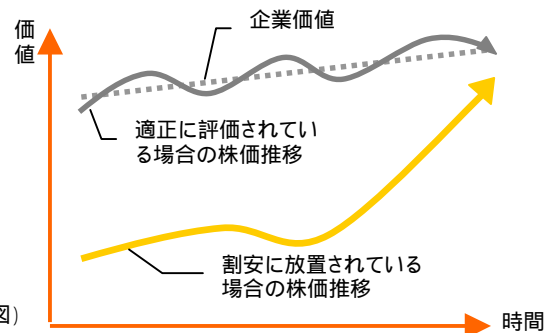 価
値
企業価値
適正に評価されてい
る場合の株価推移
割安に放置されている
場合の株価推移
図)
時間